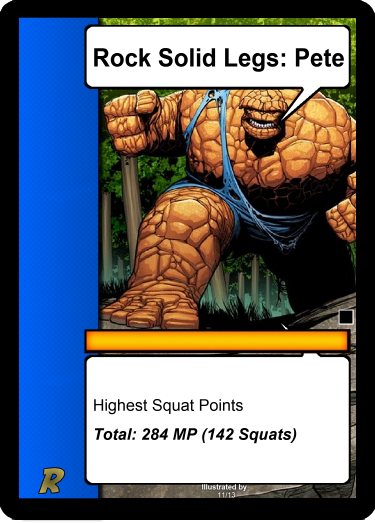 Rock Solid Legs: Pete
Highest Squat Points
Total: 284 MP (142 Squats)
R
Illustrated by
11/13